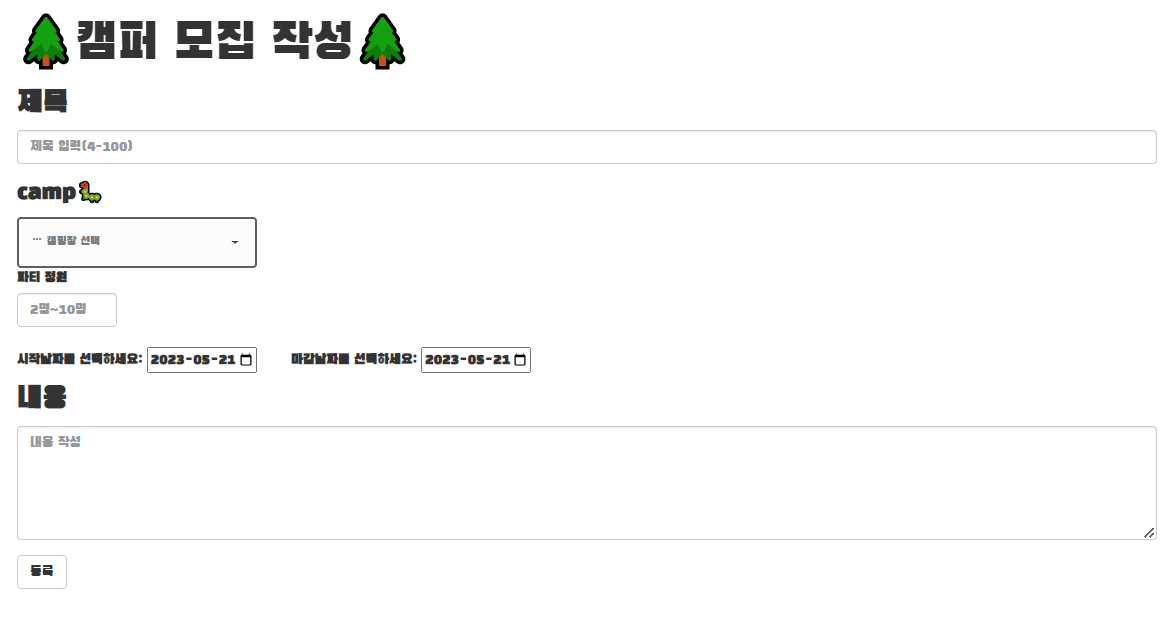 🌲캠퍼 모집 작성🌲
제목
제목 입력(4-100)
camp🐛
··· 캠핑장 선택
파티 정원
2명~10명
시작날짜를 선택하세요: 2023-05-21 마감날짜를 선택하세요: 2023-05-21
내용
내용 작성
등록